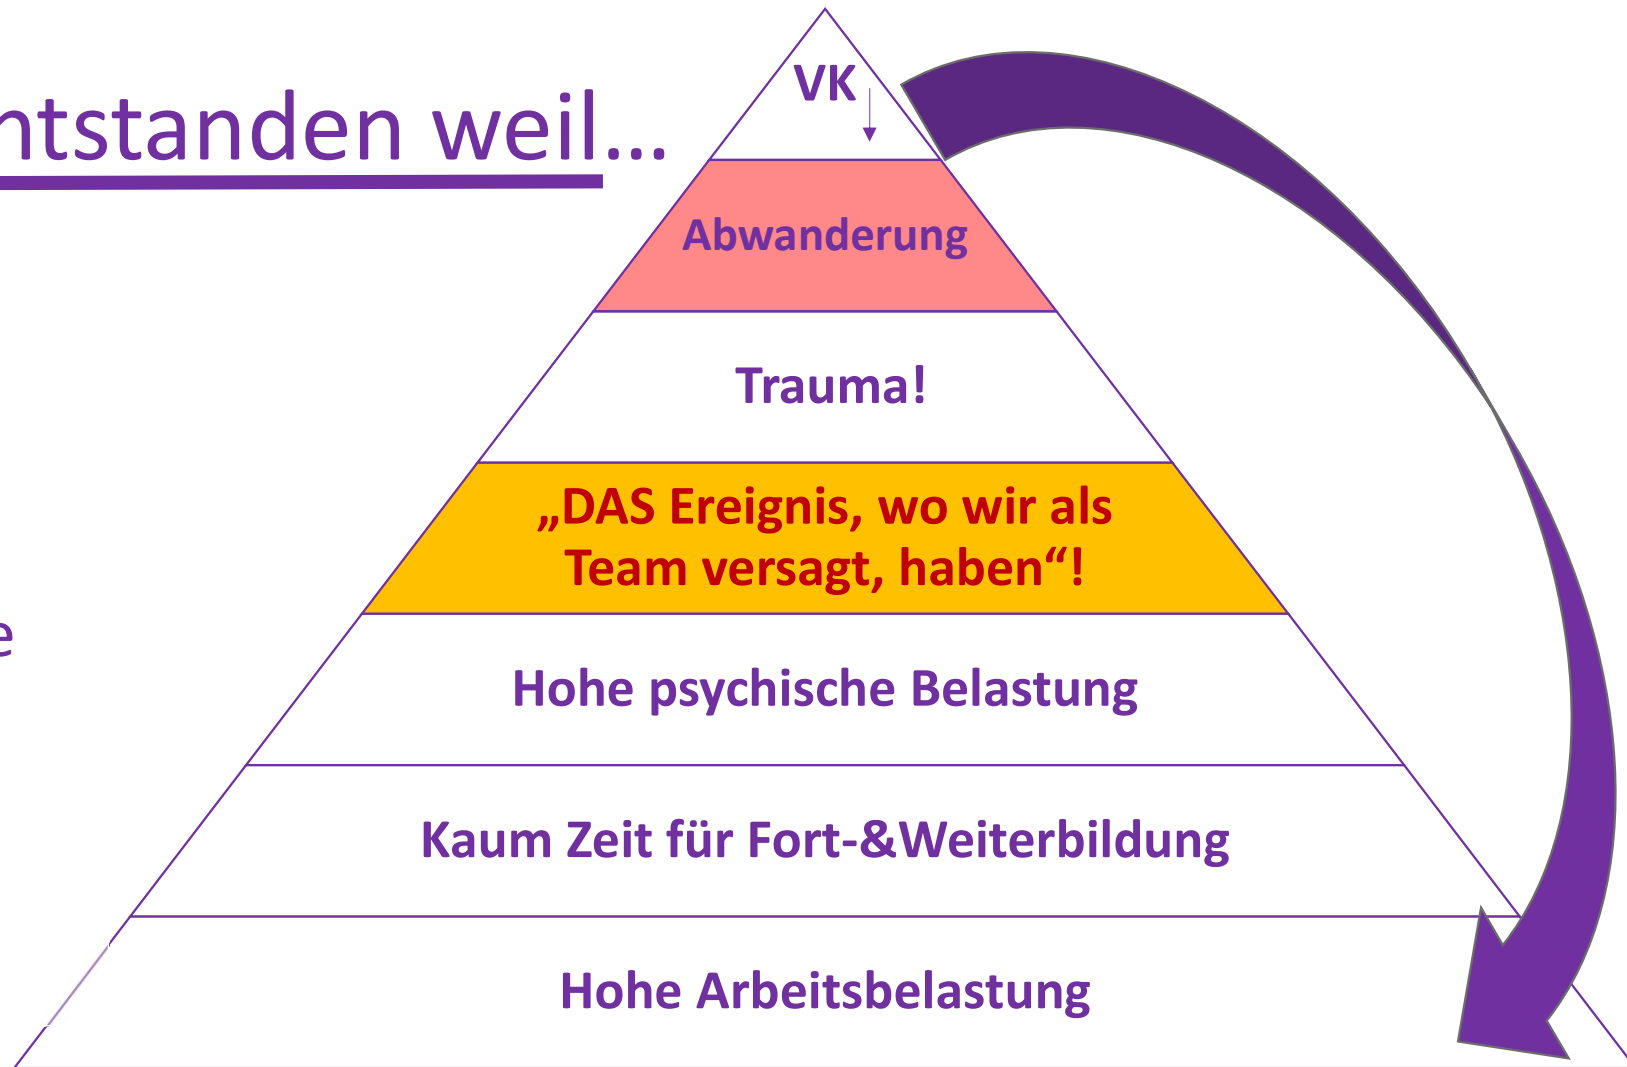 ntstanden weil...
VK
Abwanderung
Trauma!
„DAS Ereignis, wo wir als
Team versagt, haben“!
e
Hohe psychische Belastung
Kaum Zeit für Fort-&Weiterbildung
Hohe Arbeitsbelastung